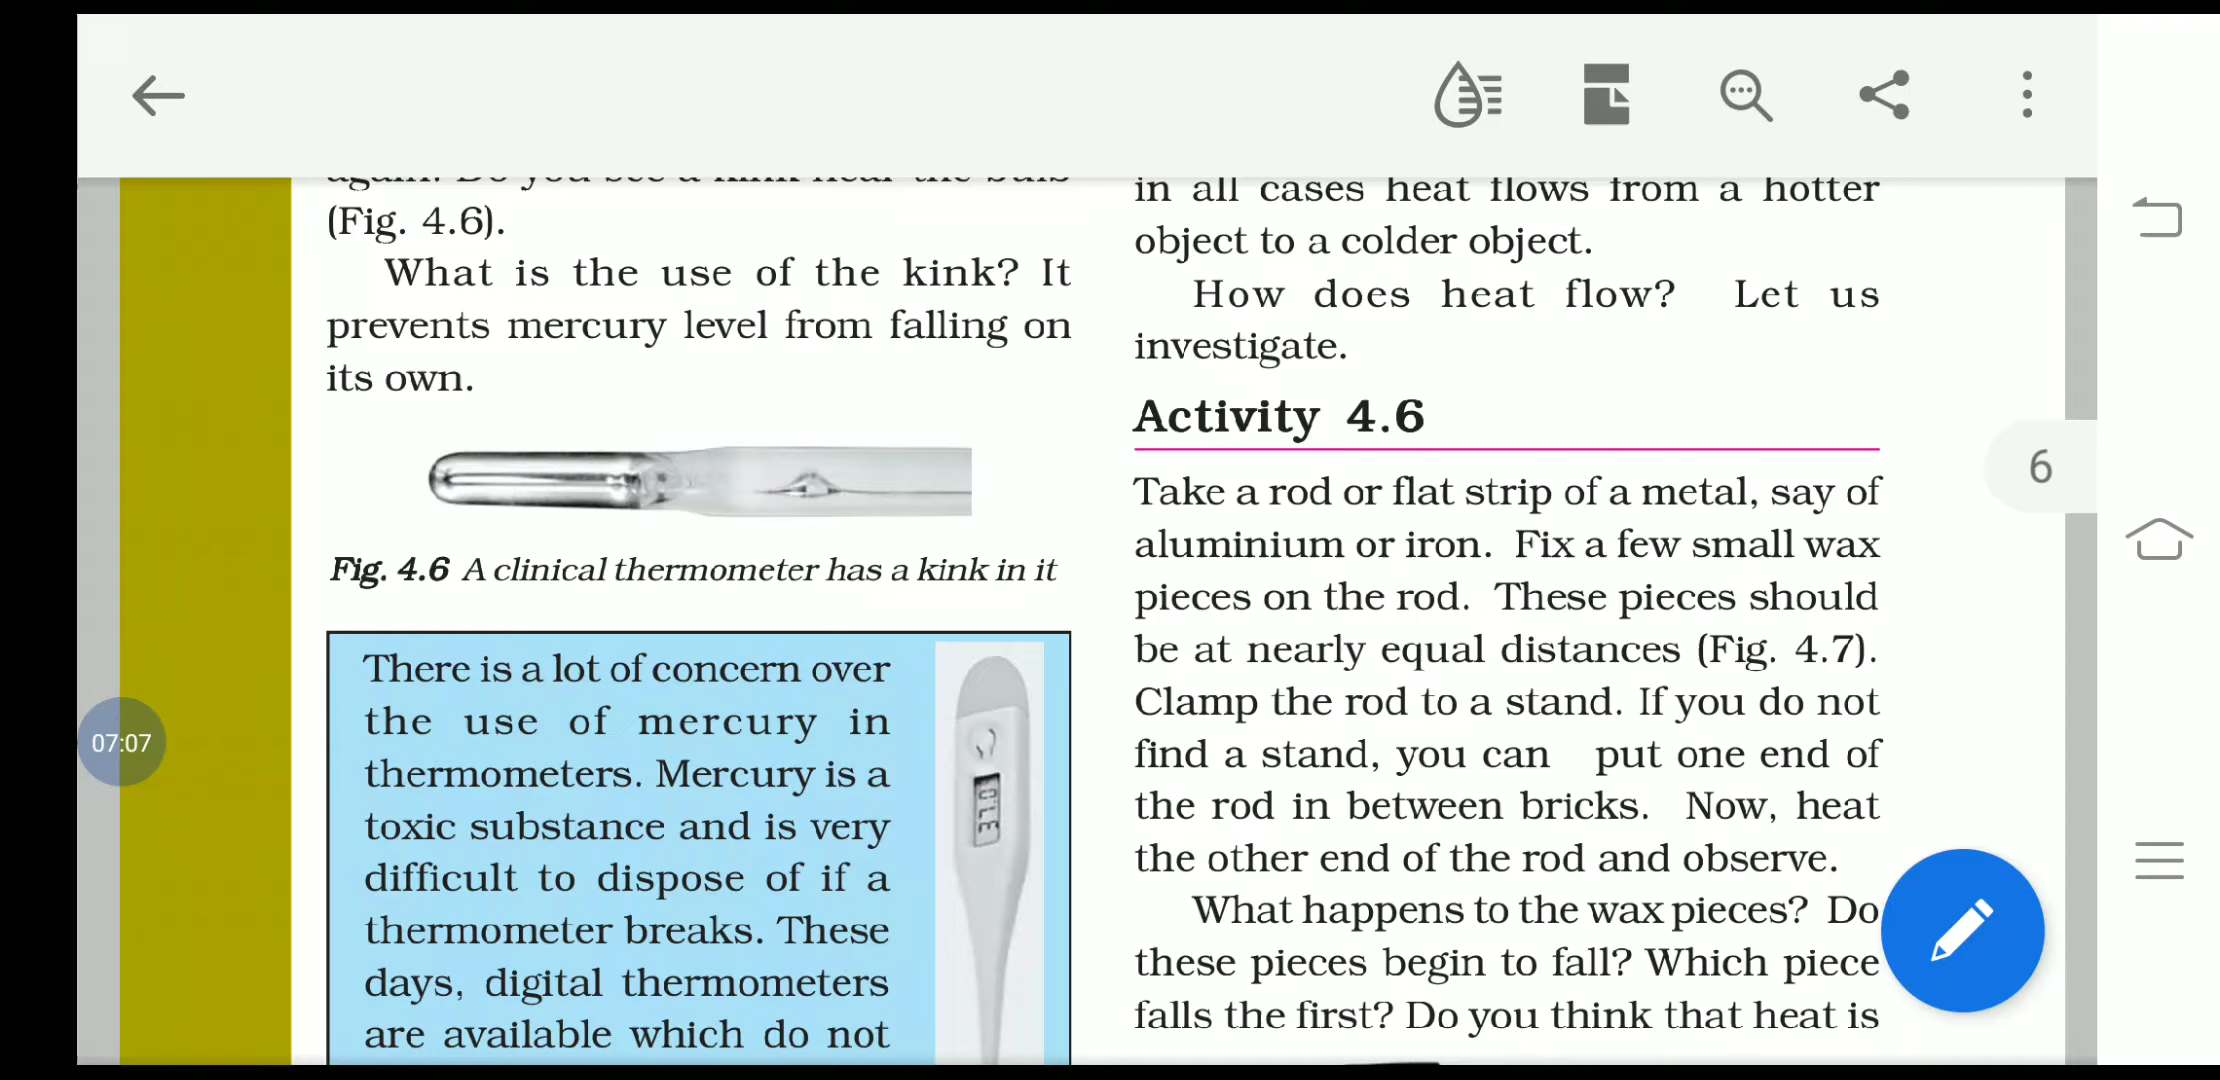 (Fig. 4.6).
What is the use of the kink? It
prevents mercury level from falling on
its own.
Fig. 4.6 A clinical thermometer has a kink in it
There is a lot of concern over
the use of mercury in
thermometers. Mercury is a
toxic substance and is very
difficult to dispose of if a
thermometer breaks. These
days, digital thermometers
are available which do not
in all cases heat flows from a hotter
object to a colder object.
How does heat flow? Let us
investigate.
Activity 4.6
Take a rod or flat strip of a metal, say of
aluminium or iron. Fix a few small wax
pieces on the rod. These pieces should
be at nearly equal distances (Fig. 4.7).
Clamp the rod to a stand. If you do not
find a stand, you can put one end of
the rod in between bricks. Now, heat
the other end of the rod and observe.
What happens to the wax pieces? Do
these pieces begin to fall? Which piece
falls the first? Do you think that heat is
6
07:07